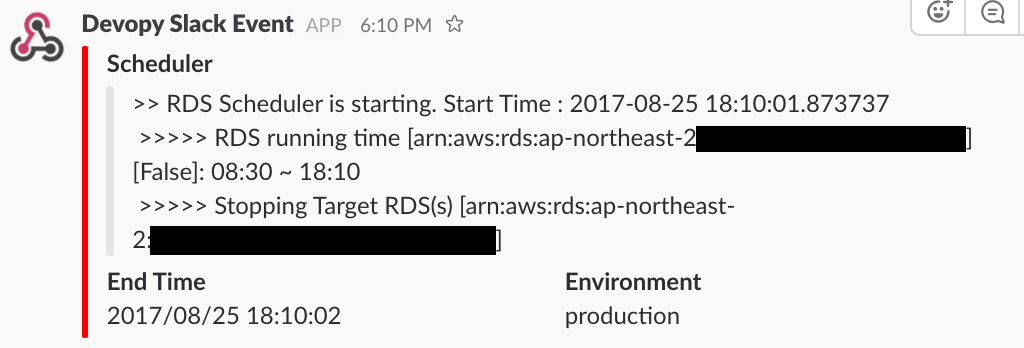 Devopy Slack Event APP 6:10 PM
Scheduler
>> RDS Scheduler is starting. Start Time : 2017-08-25 18:10:01.873737
>>>>> RDS running time [arn:aws:rds:ap-northeast-2 ]
[False]: 08:30 ~ 18:10
>>>>> Stopping Target RDS(s) [arn:aws:rds:ap-northeast-
2: ]
End Time Environment
2017/08/25 18:10:02 production